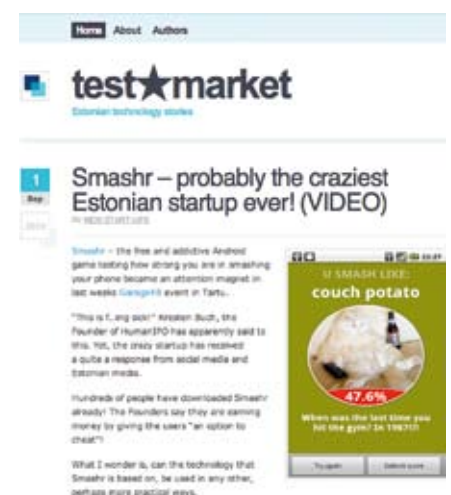 Home About Authors
test★market
Estonian technology stories
1
Sep
Smashr – probably the craziest
Estonian startup ever! (VIDEO)
by NEW START-UPS
Smashr – the free and addictive Android
game testing how strong you are in smashing
your phone became an attention magnet in
last weeks Garage48 event in Tartu.
"This is f..ing sick!" Kristen Buch, the
Founder of HumanIPO has apparently said to
this. Yet, the crazy startup has received
a quite a response from social media and
Estonian media.
Hundreds of people have downloaded Smashr
already! The Founders say they are earning
money by giving the users "an option to
cheat"!
What I wonder is, can the technology that
Smashr is based on, be used in any other,
perhaps more practical ways.
U SMASH LIKE:
couch potato
47.6%
When was the last time you
hit the gym? In 1987!!!
Try again Submit score